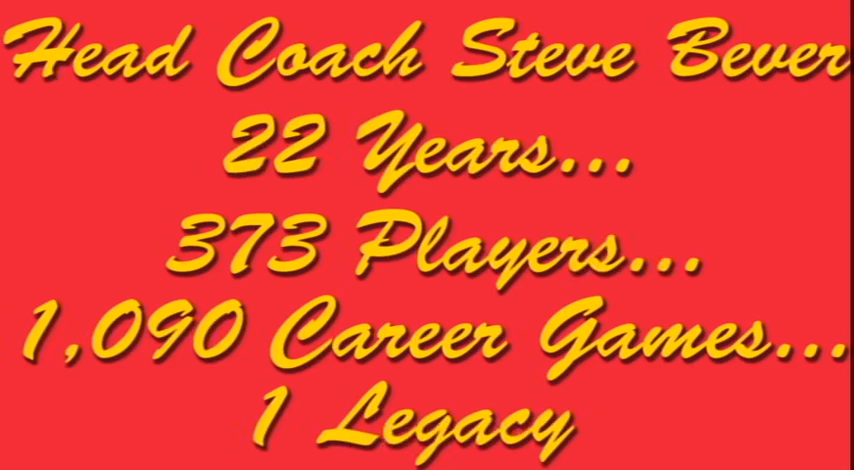 Head Coach Steve Bever
22 Years...
373 Players...
1,090 Career Games...
1 Legacy